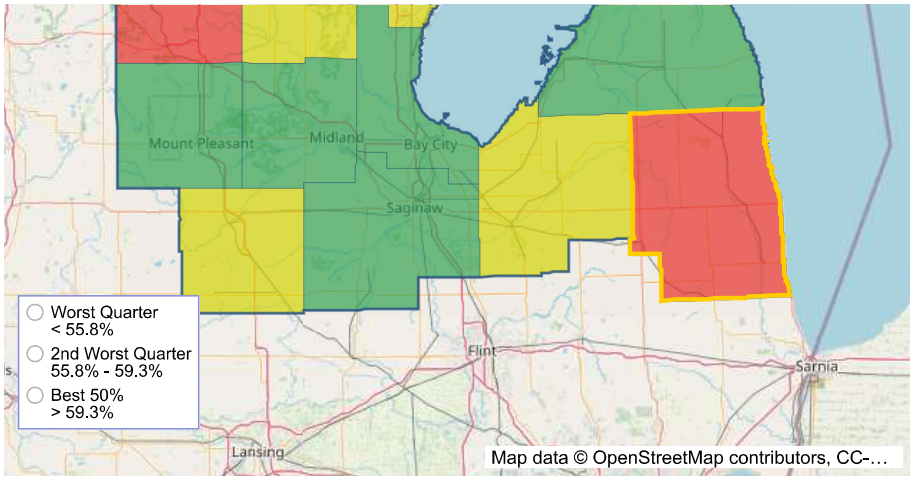 Mount Pleasant
Midland
Bay City
Saginaw
Worst Quarter
< 55.8%
2nd Worst Quarter
55.8% - 59.3%
Best 50%
> 59.3%
s
Flint
Sarnia
Lansing
Map data © OpenStreetMap contributors, CC-…